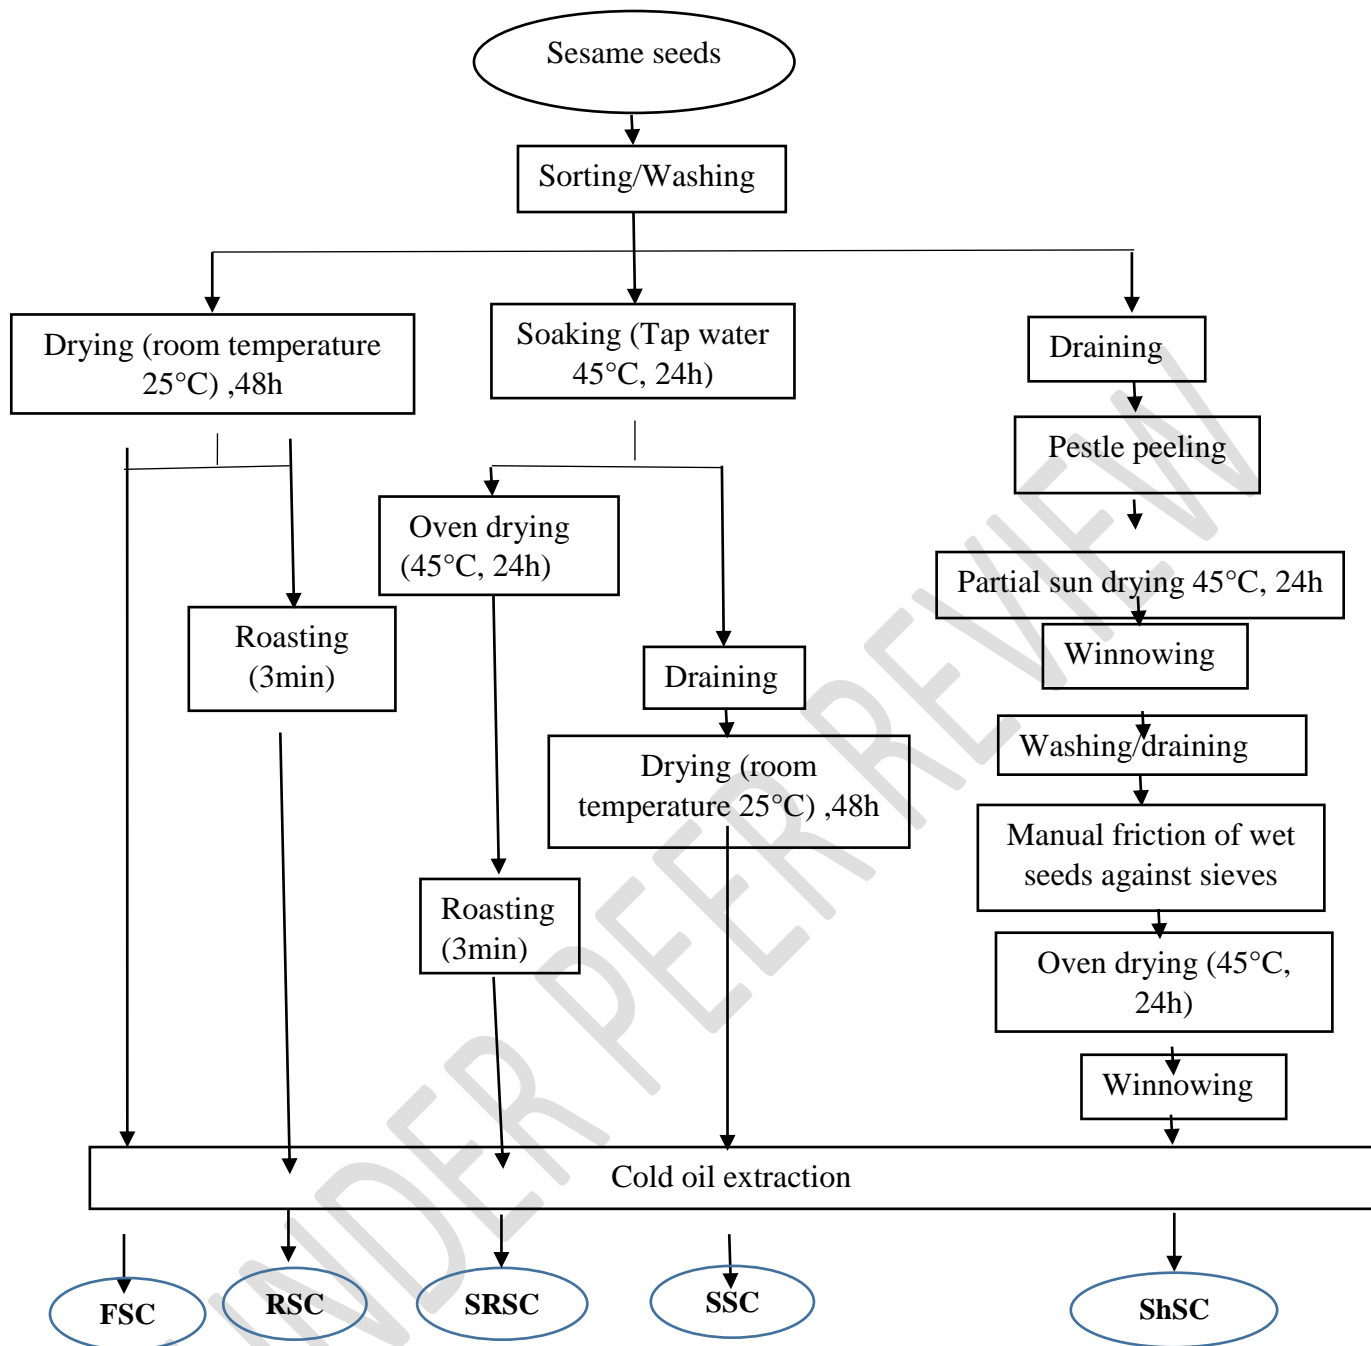 Sesame seeds
Sorting/Washing
Drying (room temperature
25°C) ,48h
Soaking (Tap water
45°C, 24h)
Draining
Pestle peeling
Oven drying
(45°C, 24h)
Partial sun drying 45°C, 24h
Roasting
(3min)
Winnowing
Draining
Washing/draining
Drying (room
temperature 25°C) ,48h
Manual friction of wet
seeds against sieves
Roasting
(3min)
Oven drying (45°C,
24h)
Winnowing
Cold oil extraction
FSC
RSC
SRSC
SSC
ShSC
UNDER PEER REVIEW